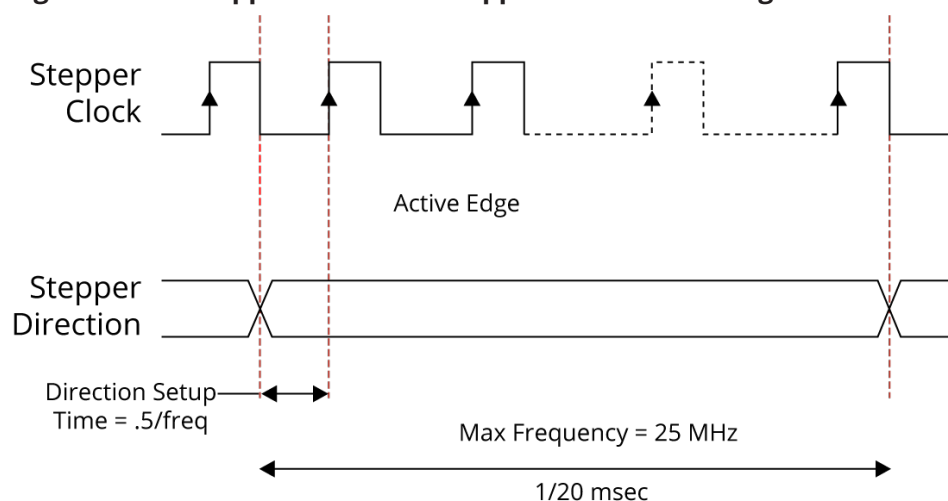 Stepper
Clock
Active Edge
Stepper
Direction
Direction Setup
Time = .5/freq
Max Frequency = 25 MHz
1/20 msec